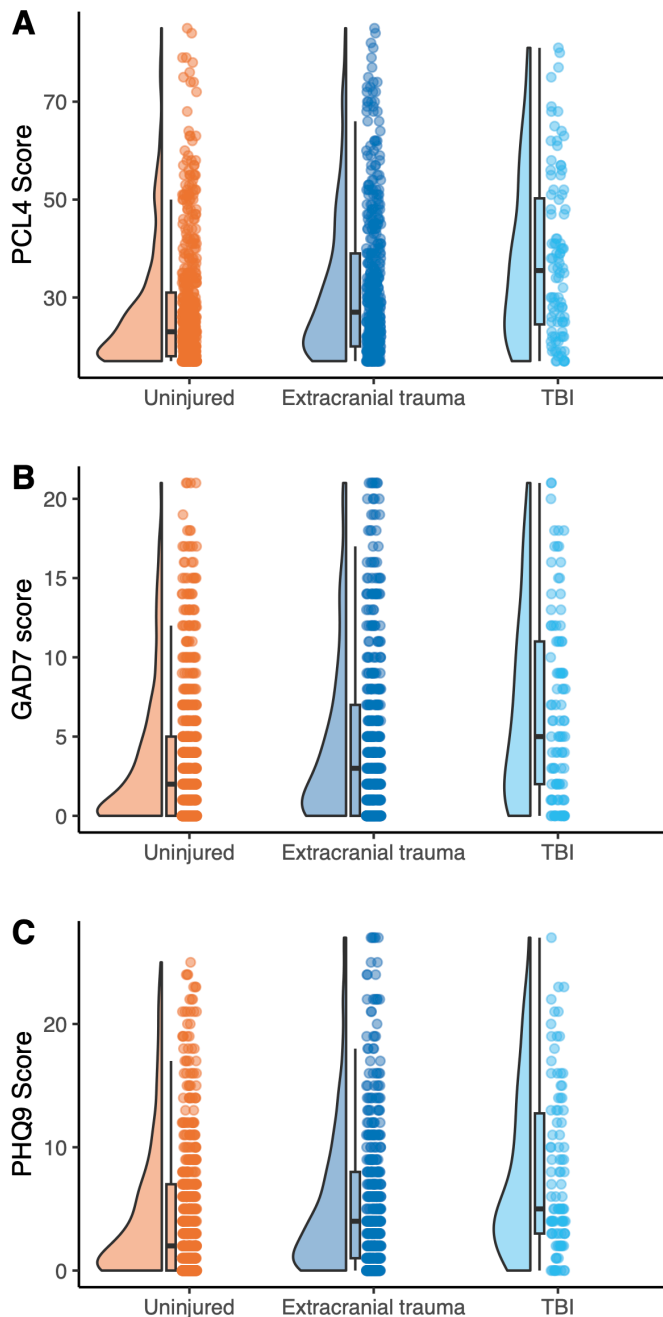 A
PCL4 Score
70
50
30
Uninjured Extracranial trauma TBI
B
GAD7 score
20
15
10
5
0
Uninjured Extracranial trauma TBI
C
PHQ9 Score
20
10
0
Uninjured Extracranial trauma TBI